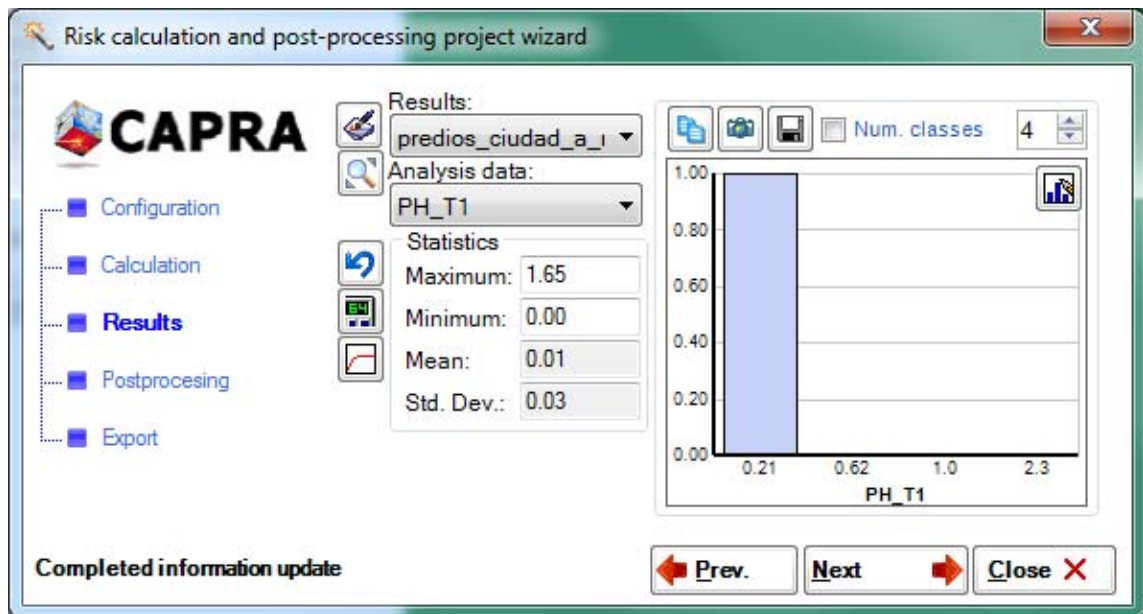 Risk calculation and post-processing project wizard
CAPRA
Configuration
Calculation
Results
Postprocesing
Export
Results:
predios_ciudad_a_
Analysis data:
PH_T1
Statistics
Maximum: 1.65
Minimum: 0.00
Mean: 0.01
Std. Dev.: 0.03
Num. classes 4
1.00
0.80
0.60
0.40
0.20
0.00
0.21 0.62 1.0 2.3
PH_T1
Completed information update
Prev. Next Close